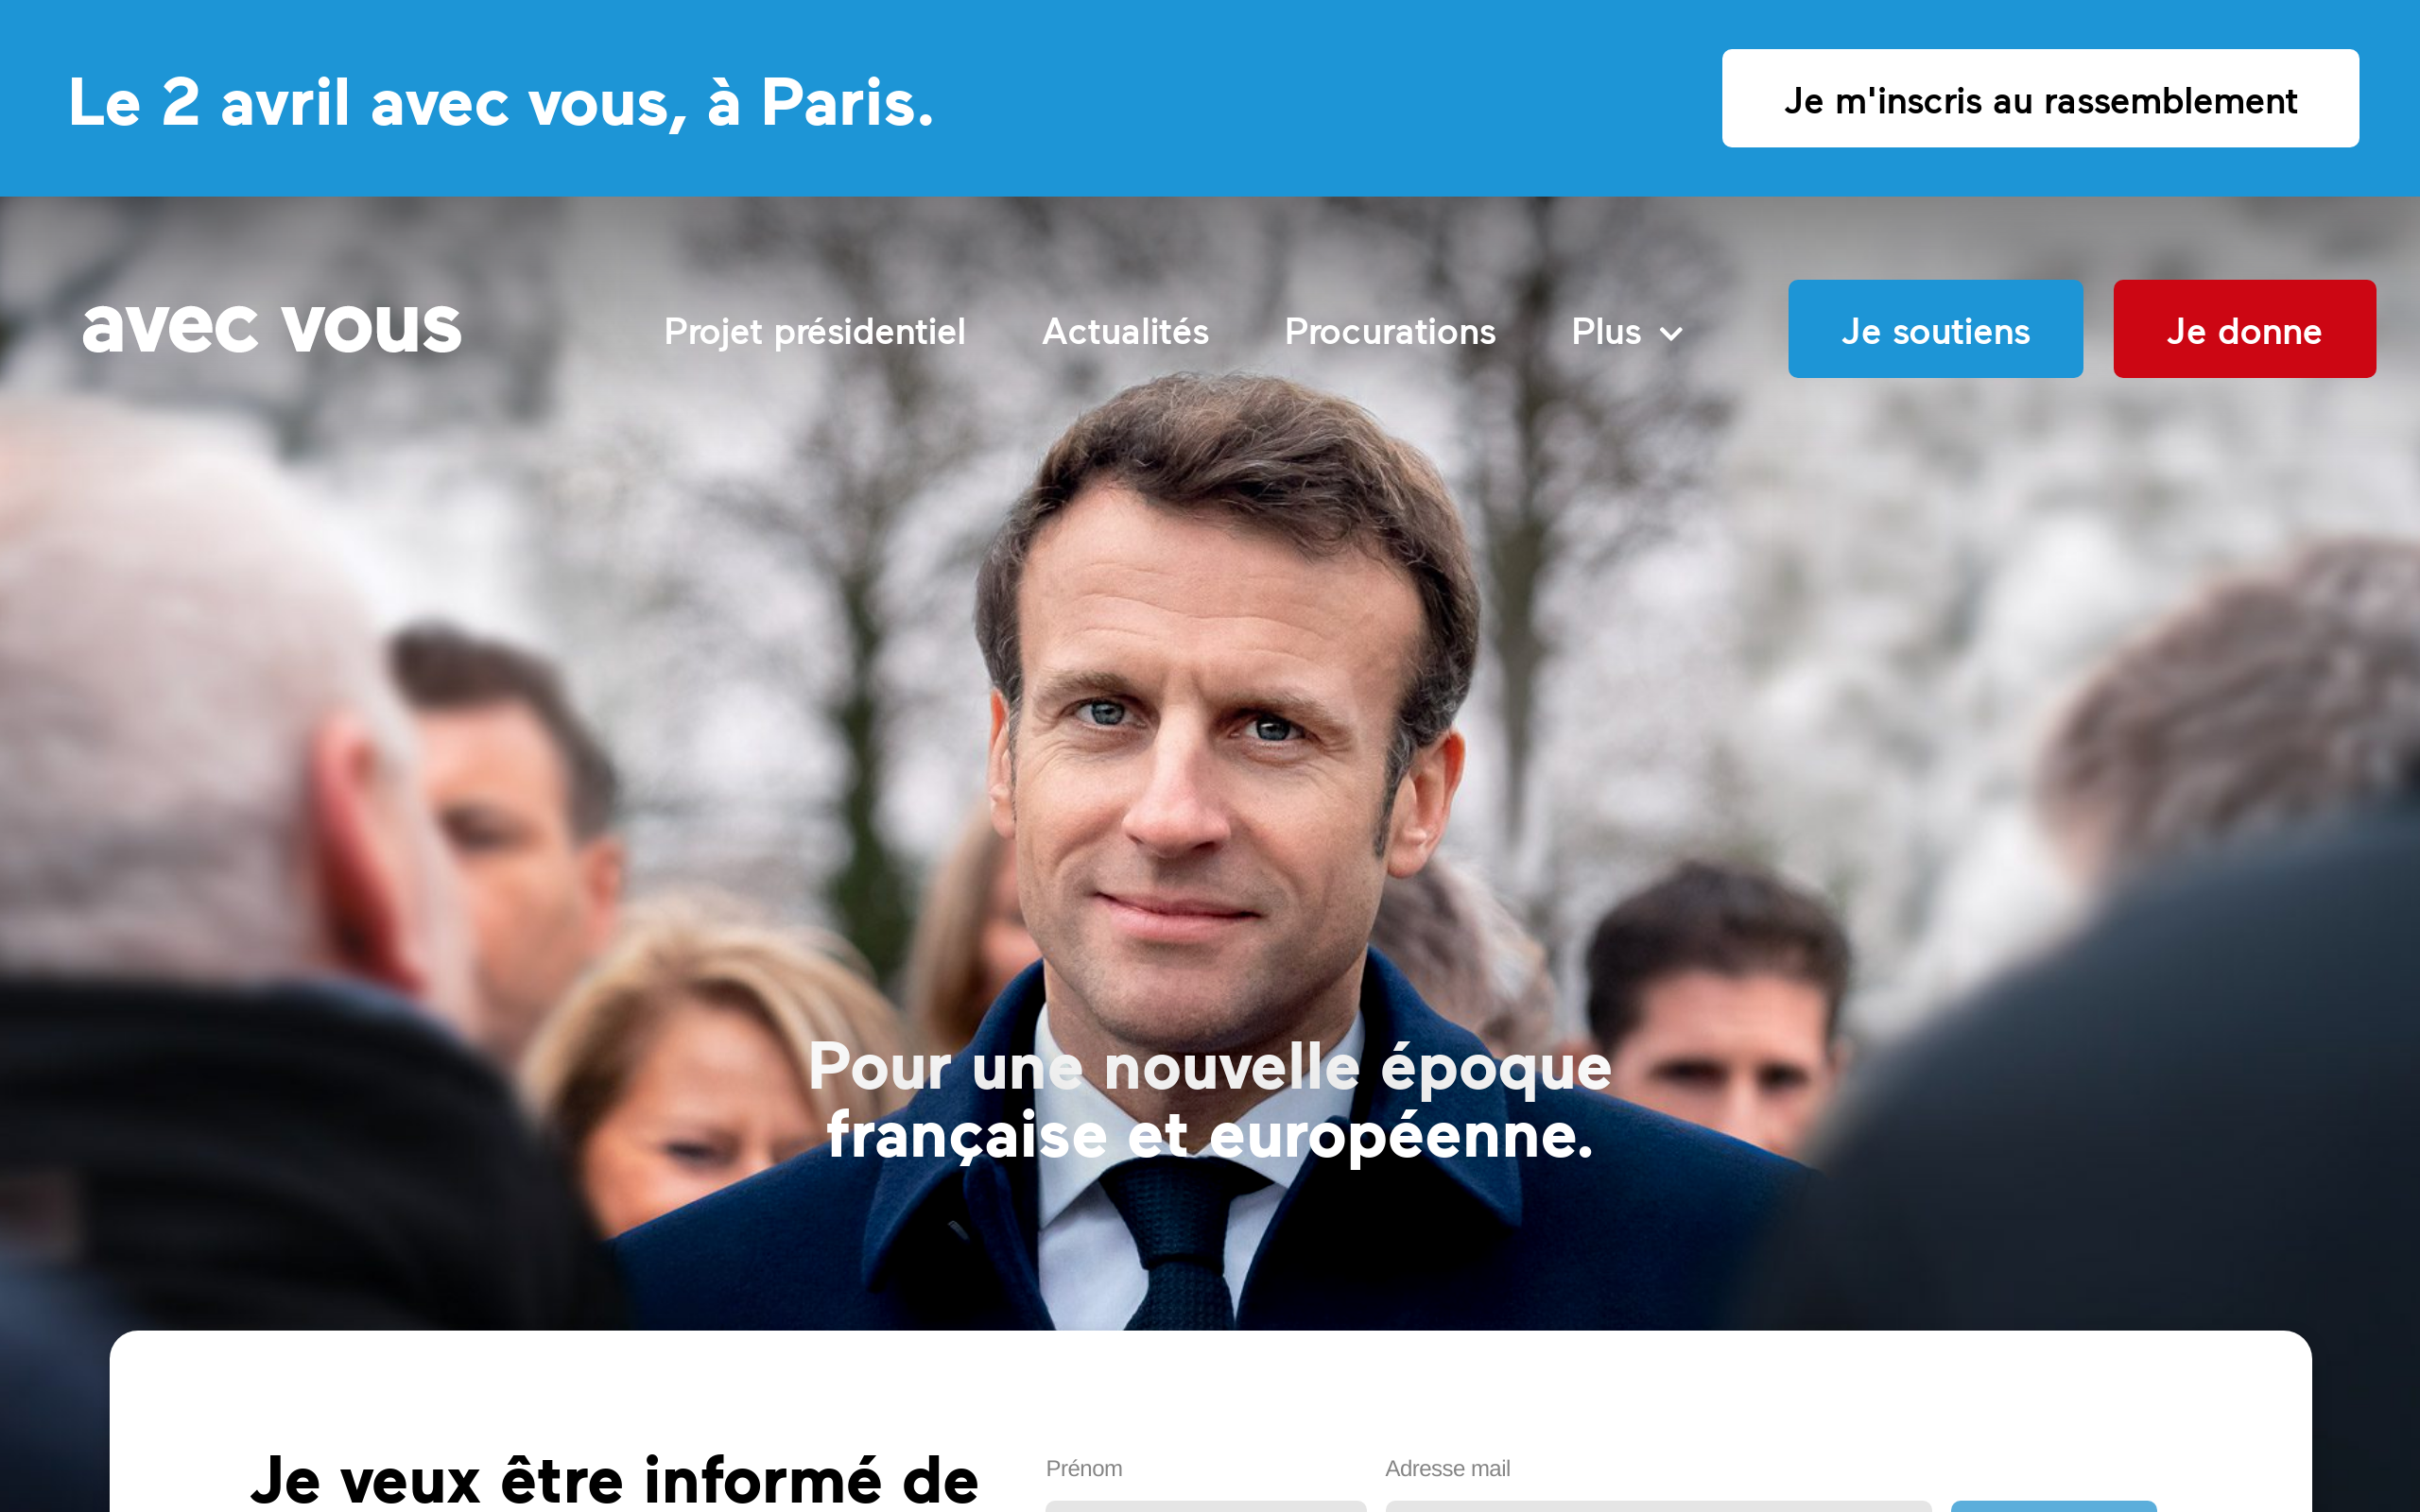 Le 2 avril avec vous, à Paris.
Je m'inscris au rassemblement
avec vous
Projet présidentiel
Actualités
Procurations
Plus
Je soutiens
Je donne
Pour une nouvelle époque
française et européenne.
Je veux être informé de
Prénom
Adresse mail